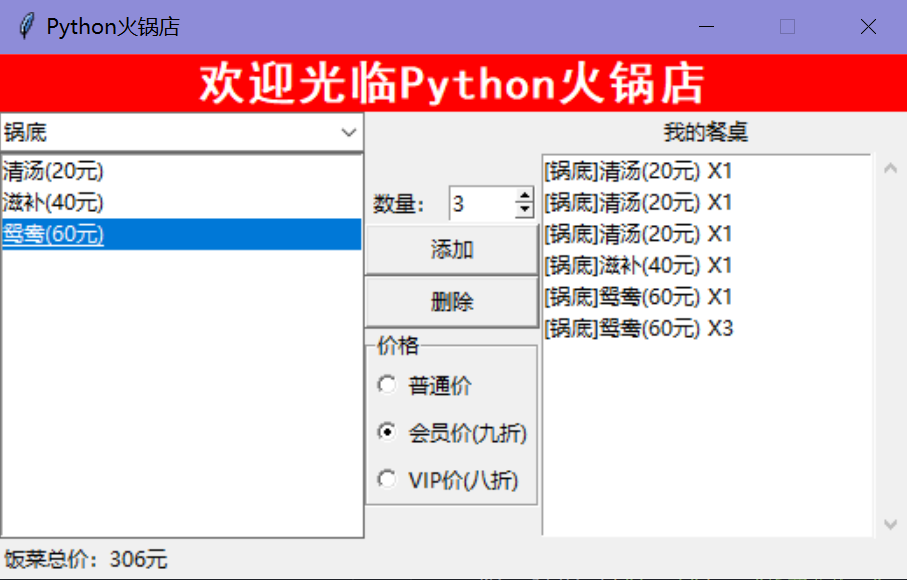 Python火锅店
欢迎光临Python火锅店
锅底
清汤(20元)
滋补(40元)
鸳鸯(60元)
数量：
3
添加
删除
价格
普通价
会员价(九折)
VIP价(八折)
我的餐桌
[锅底]清汤(20元) X1
[锅底]清汤(20元) X1
[锅底]清汤(20元) X1
[锅底]滋补(40元) X1
[锅底]鸳鸯(60元) X1
[锅底]鸳鸯(60元) X3
饭菜总价：306元